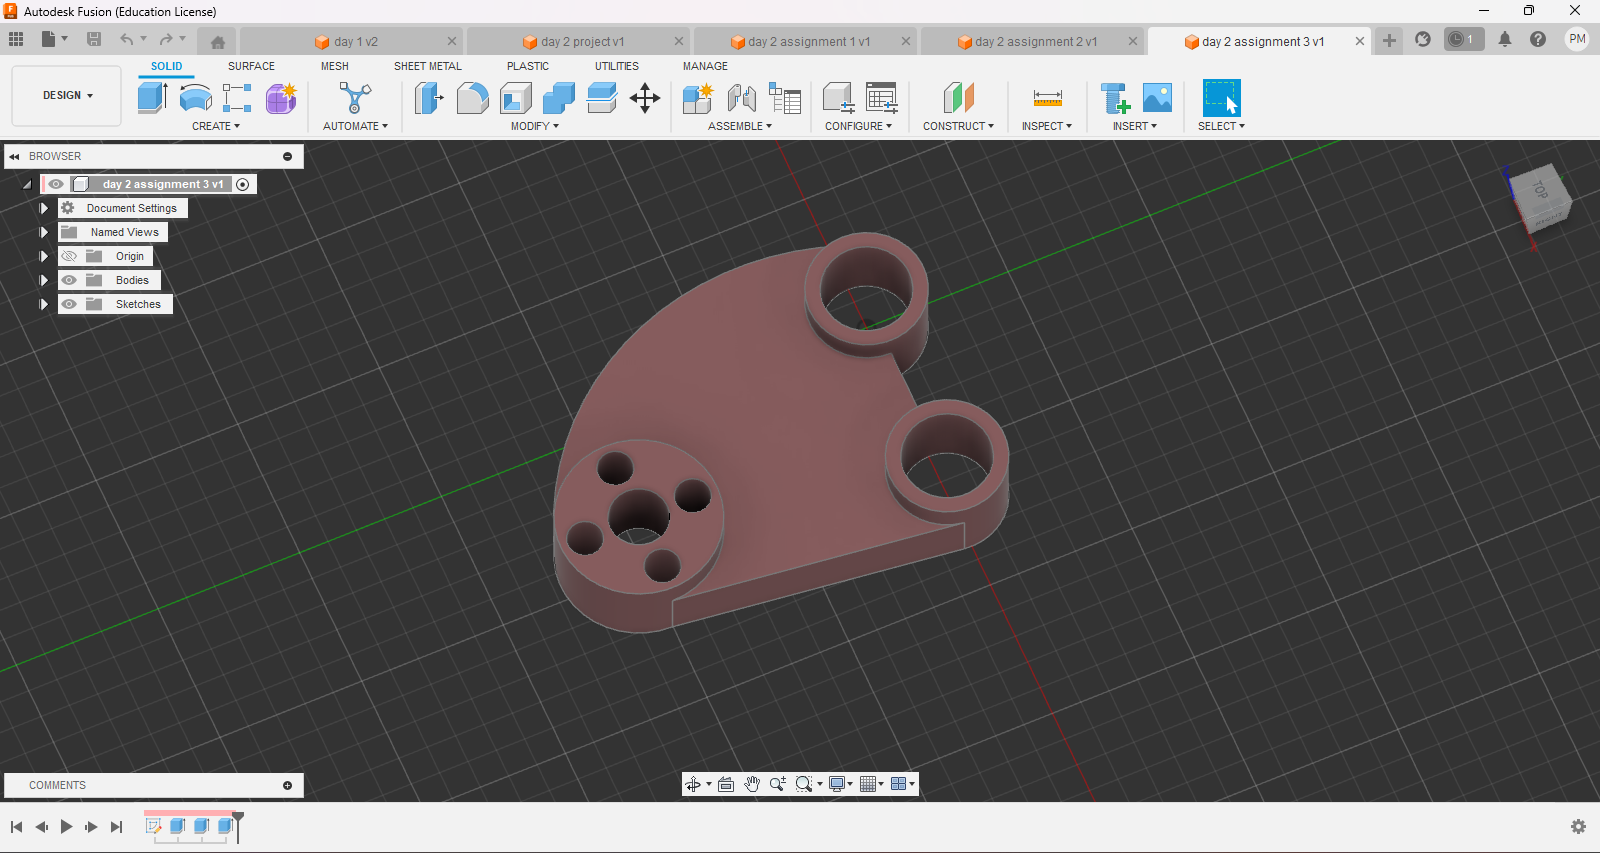 Autodesk Fusion (Education License)
day 1 v2
day 2 project v1
day 2 assignment 1 v1
day 2 assignment 2 v1
day 2 assignment 3 v1
1
PM
SOLID
SURFACE
MESH
SHEET METAL
PLASTIC
UTILITIES
MANAGE
DESIGN
CREATE
AUTOMATE
MODIFY
ASSEMBLE
CONFIGURE
CONSTRUCT
INSPECT
INSERT
SELECT
BROWSER
day 2 assignment 3 v1
Document Settings
Named Views
Origin
Bodies
Sketches
TOP
COMMENTS